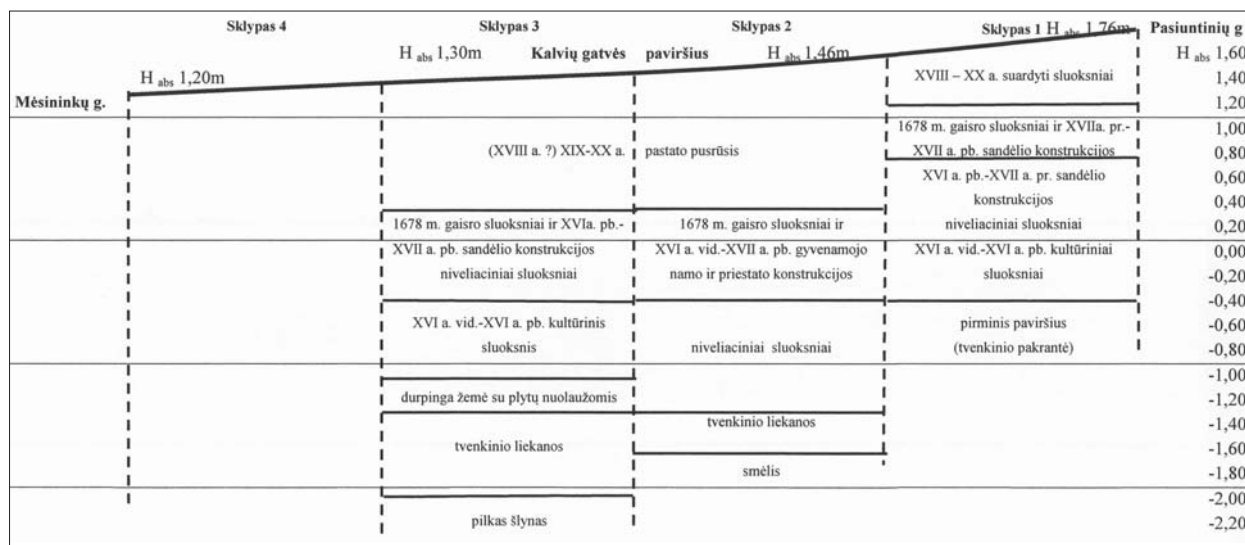 Sklypas 4 Sklypas 3 Sklypas 2 Sklypas 1 H abs 1,76m Pasiuntinių g
H abs 1,30m Kalvių gatvės paviršius H abs 1,46m H abs 1,60
H abs 1,20m XVIII – XX a. suardyti sluoksniai 1,40
Mėsininkų g. 1,20
1678 m. gaisro sluoksniai ir XVIIa. pr.- 1,00
(XVIII a. ?) XIX-XX a. pastato pusrūsis XVII a. pb. sandėlio konstrukcijos 0,80
XVI a. pb.-XVII a. pr. sandėlio 0,60
konstrukcijos 0,40
1678 m. gaisro sluoksniai ir XVIa. pb.- 1678 m. gaisro sluoksniai ir niveliaciniai sluoksniai 0,20
XVII a. pb. sandėlio konstrukcijos XVI a. vid.-XVII a. pb. gyvenamojo XVI a. vid.-XVI a. pb. kultūriniai 0,00
niveliaciniai sluoksniai namo ir priestato konstrukcijos sluoksniai -0,20
-0,40
XVI a. vid.-XVI a. pb. kultūrinis pirminis paviršius -0,60
sluoksnis niveliaciniai sluoksniai (tvenkinio pakrantė) -0,80
-1,00
durpinga žemė su plytų nuolaužomis -1,20
tvenkinio liekanos -1,40
tvenkinio liekanos -1,60
smėlis -1,80
-2,00
pilkas šlynas -2,20